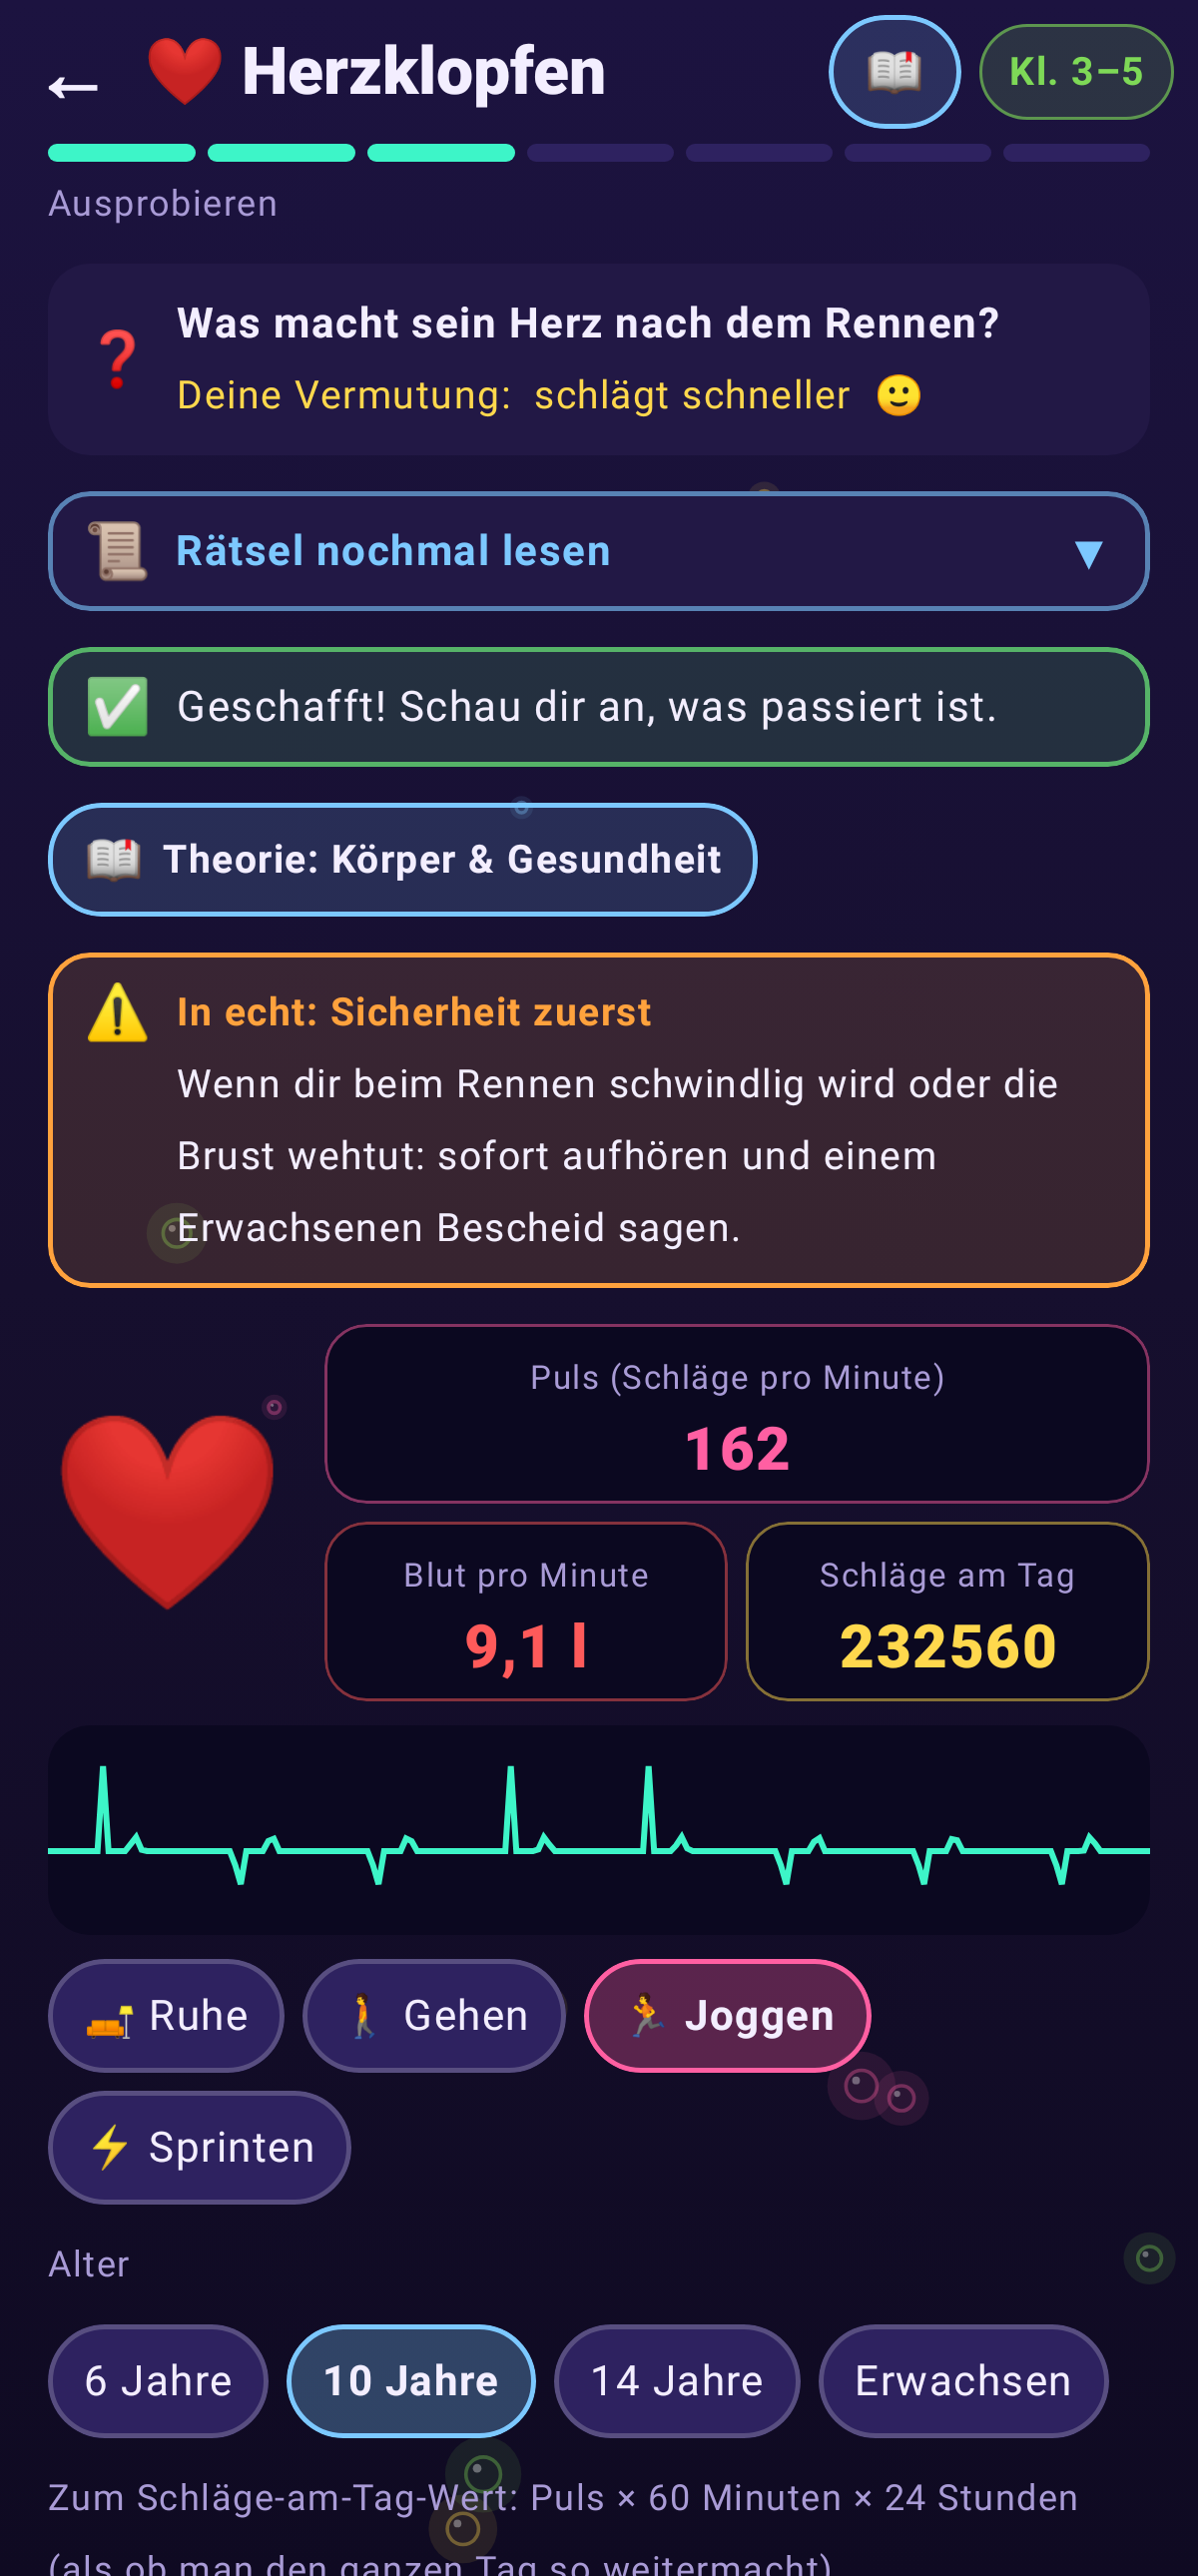 ← Herzklopfen
Kl. 3–5
Ausprobieren
Was macht sein Herz nach dem Rennen?
Deine Vermutung: schlägt schneller
Rätsel nochmal lesen
Geschafft! Schau dir an, was passiert ist.
Theorie: Körper & Gesundheit
In echt: Sicherheit zuerst
Wenn dir beim Rennen schwindlig wird oder die
Brust wehtut: sofort aufhören und einem
Erwachsenen Bescheid sagen.
Puls (Schläge pro Minute)
162
Blut pro Minute
9,1 l
Schläge am Tag
232560
Ruhe
Gehen
Joggen
Sprinten
Alter
6 Jahre
10 Jahre
14 Jahre
Erwachsen
Zum Schläge-am-Tag-Wert: Puls × 60 Minuten × 24 Stunden
(als ob man den ganzen Tag so weitermacht)